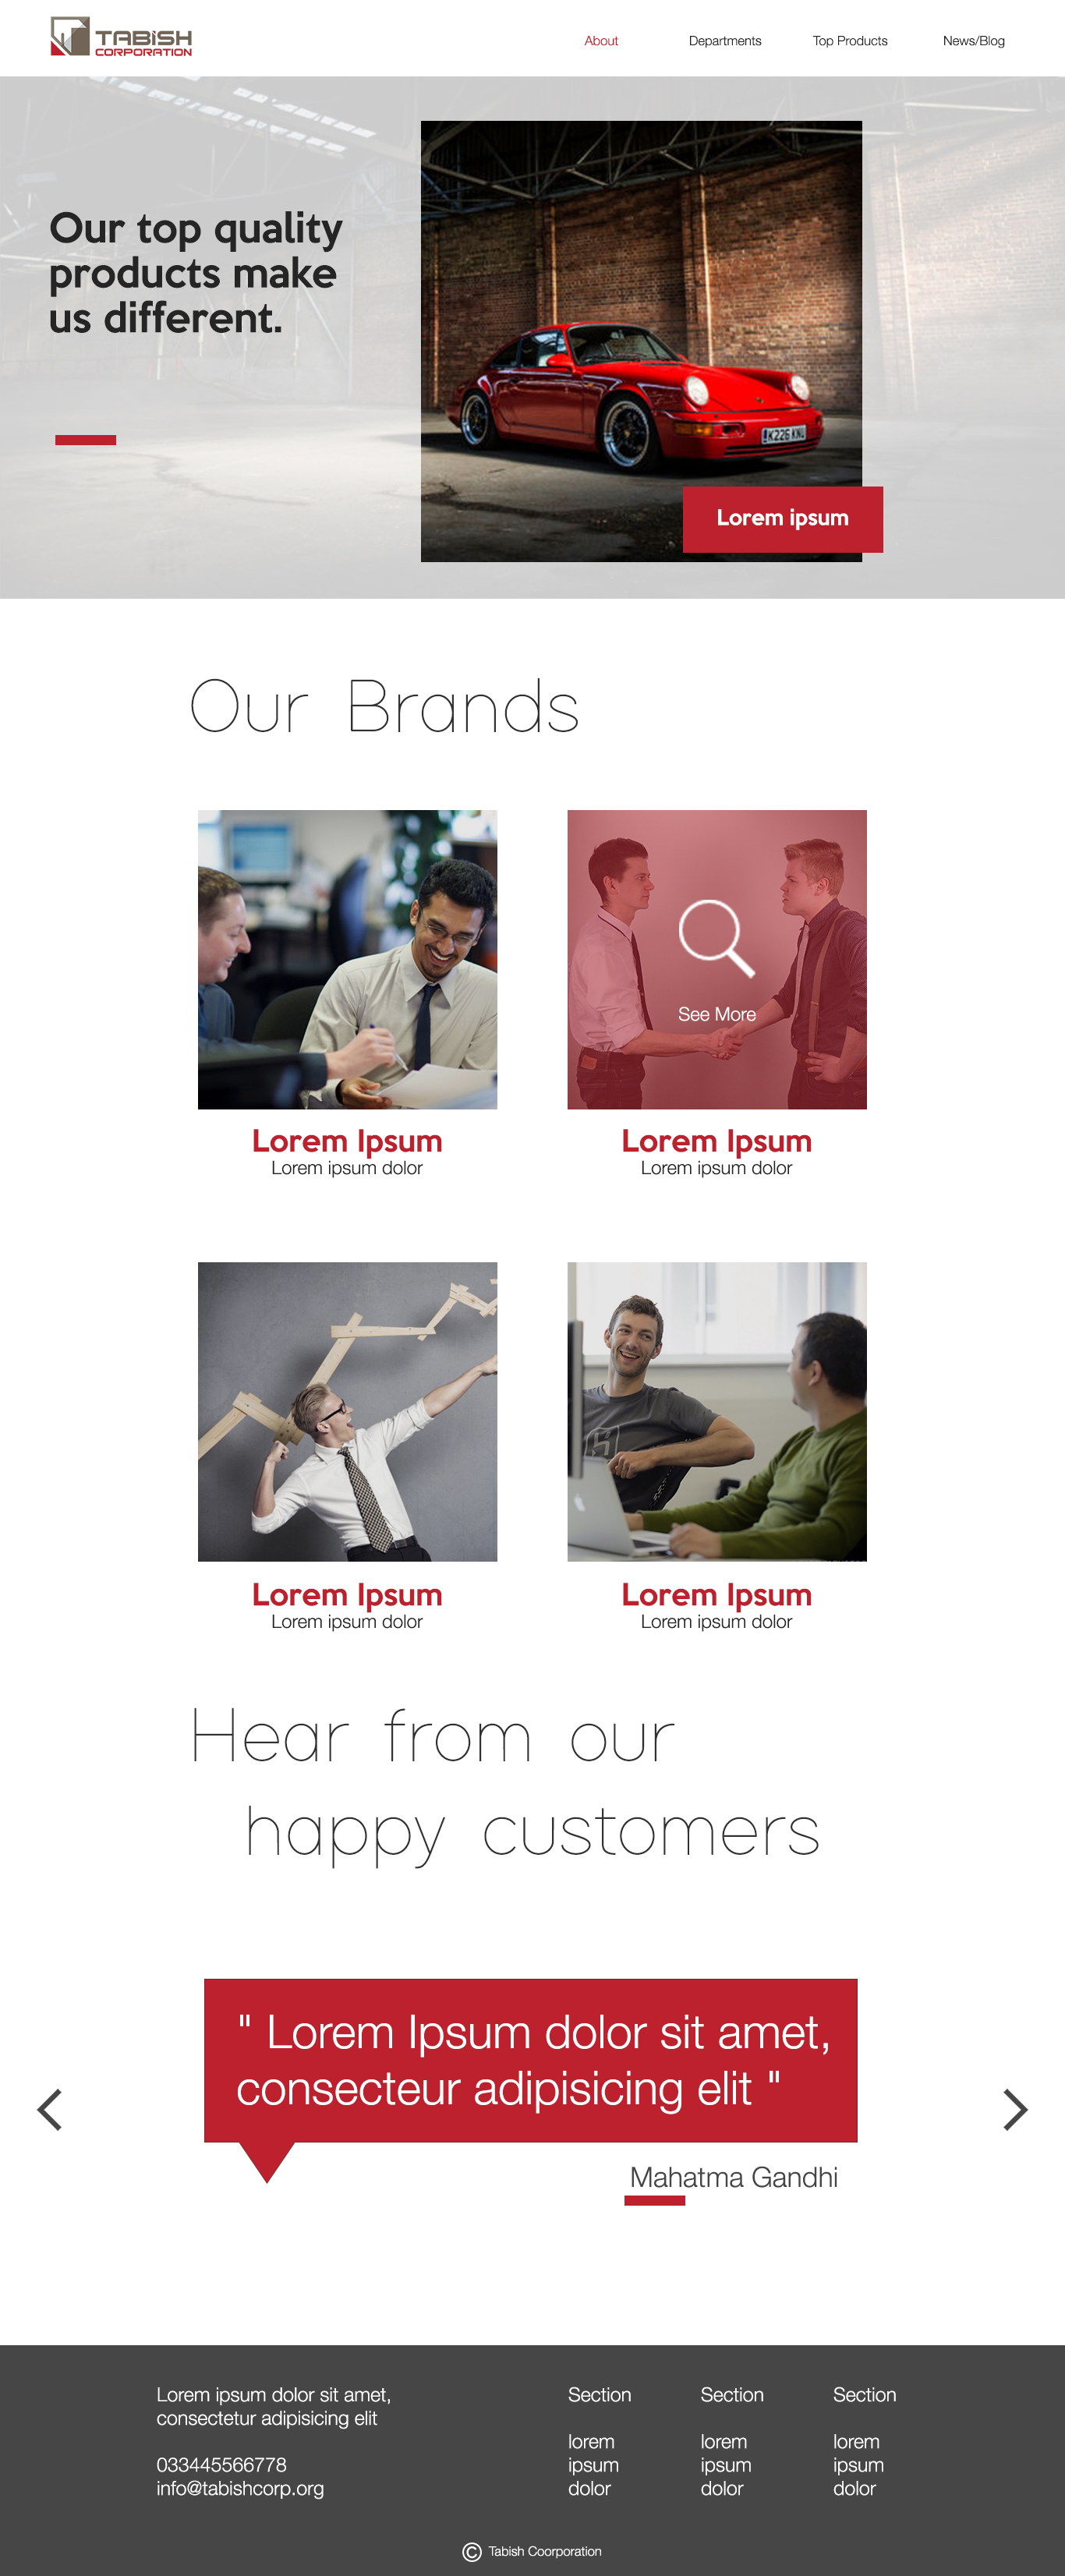 TABISH
CORPORATION
About
Departments
Top Products
News/Blog
Our top quality
products make
us different.
K226 KNU
Lorem ipsum
Our Brands
See More
Lorem Ipsum
Lorem ipsum dolor
Lorem Ipsum
Lorem ipsum dolor
Lorem Ipsum
Lorem ipsum dolor
Lorem Ipsum
Lorem ipsum dolor
Hear from our
happy customers
" Lorem Ipsum dolor sit amet,
consecteur adipisicing elit "
Mahatma Gandhi
Lorem ipsum dolor sit amet,
consectetur adipisicing elit
033445566778
info@tabishcorp.org
Section
lorem
ipsum
dolor
Section
lorem
ipsum
dolor
Section
lorem
ipsum
dolor
© Tabish Coorporation